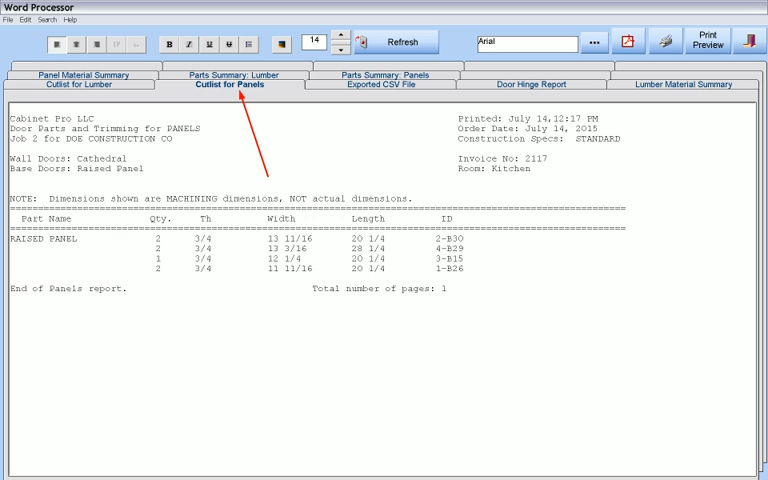 Word Processor
File Edit Search Help
B I U U
14
Refresh
Arial
...
Print
Preview
Panel Material Summary Parts Summary: Lumber Parts Summary: Panels
Cutlist for Lumber Cutlist for Panels Exported CSV File Door Hinge Report Lumber Material Summary
Cabinet Pro LLC Printed: July 14,12:17 PM
Door Parts and Trimming for PANELS Order Date: July 14, 2015
Job 2 for DOE CONSTRUCTION CO Construction Specs: STANDARD
Wall Doors: Cathedral Invoice No: 2117
Base Doors: Raised Panel Room: Kitchen
NOTE: Dimensions shown are MACHINING dimensions, NOT actual dimensions.
Part Name Qty. Th Width Length ID
RAISED PANEL 2 3/4 13 11/16 20 1/4 2-B30
2 3/4 13 3/16 28 1/4 4-B29
1 3/4 12 1/4 20 1/4 3-B15
2 3/4 11 11/16 20 1/4 1-B26
End of Panels report. Total number of pages: 1